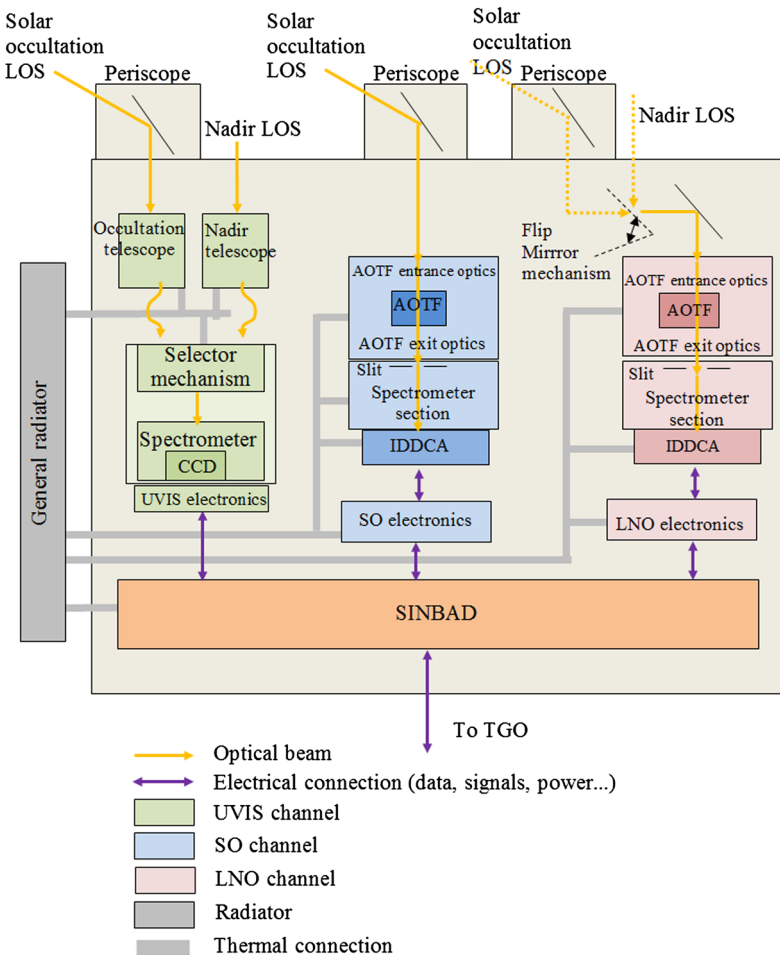 Solar
occultation
LOS
Periscope
Nadir LOS
Solar
occultation
LOS
Periscope
Solar
occultation
LOS
Periscope
Nadir LOS
Occultation
telescope
Nadir
telescope
Flip
Mirrror
mechanism
AOTF entrance optics
AOTF
AOTF exit optics
AOTF entrance optics
AOTF
AOTF exit optics
Selector
mechanism
Slit
Spectrometer
section
Slit
Spectrometer
section
Spectrometer
CCD
IDDCA
IDDCA
UVIS electronics
SO electronics
LNO electronics
General radiator
SINBAD
To TGO
Optical beam
Electrical connection (data, signals, power...)
UVIS channel
SO channel
LNO channel
Radiator
Thermal connection